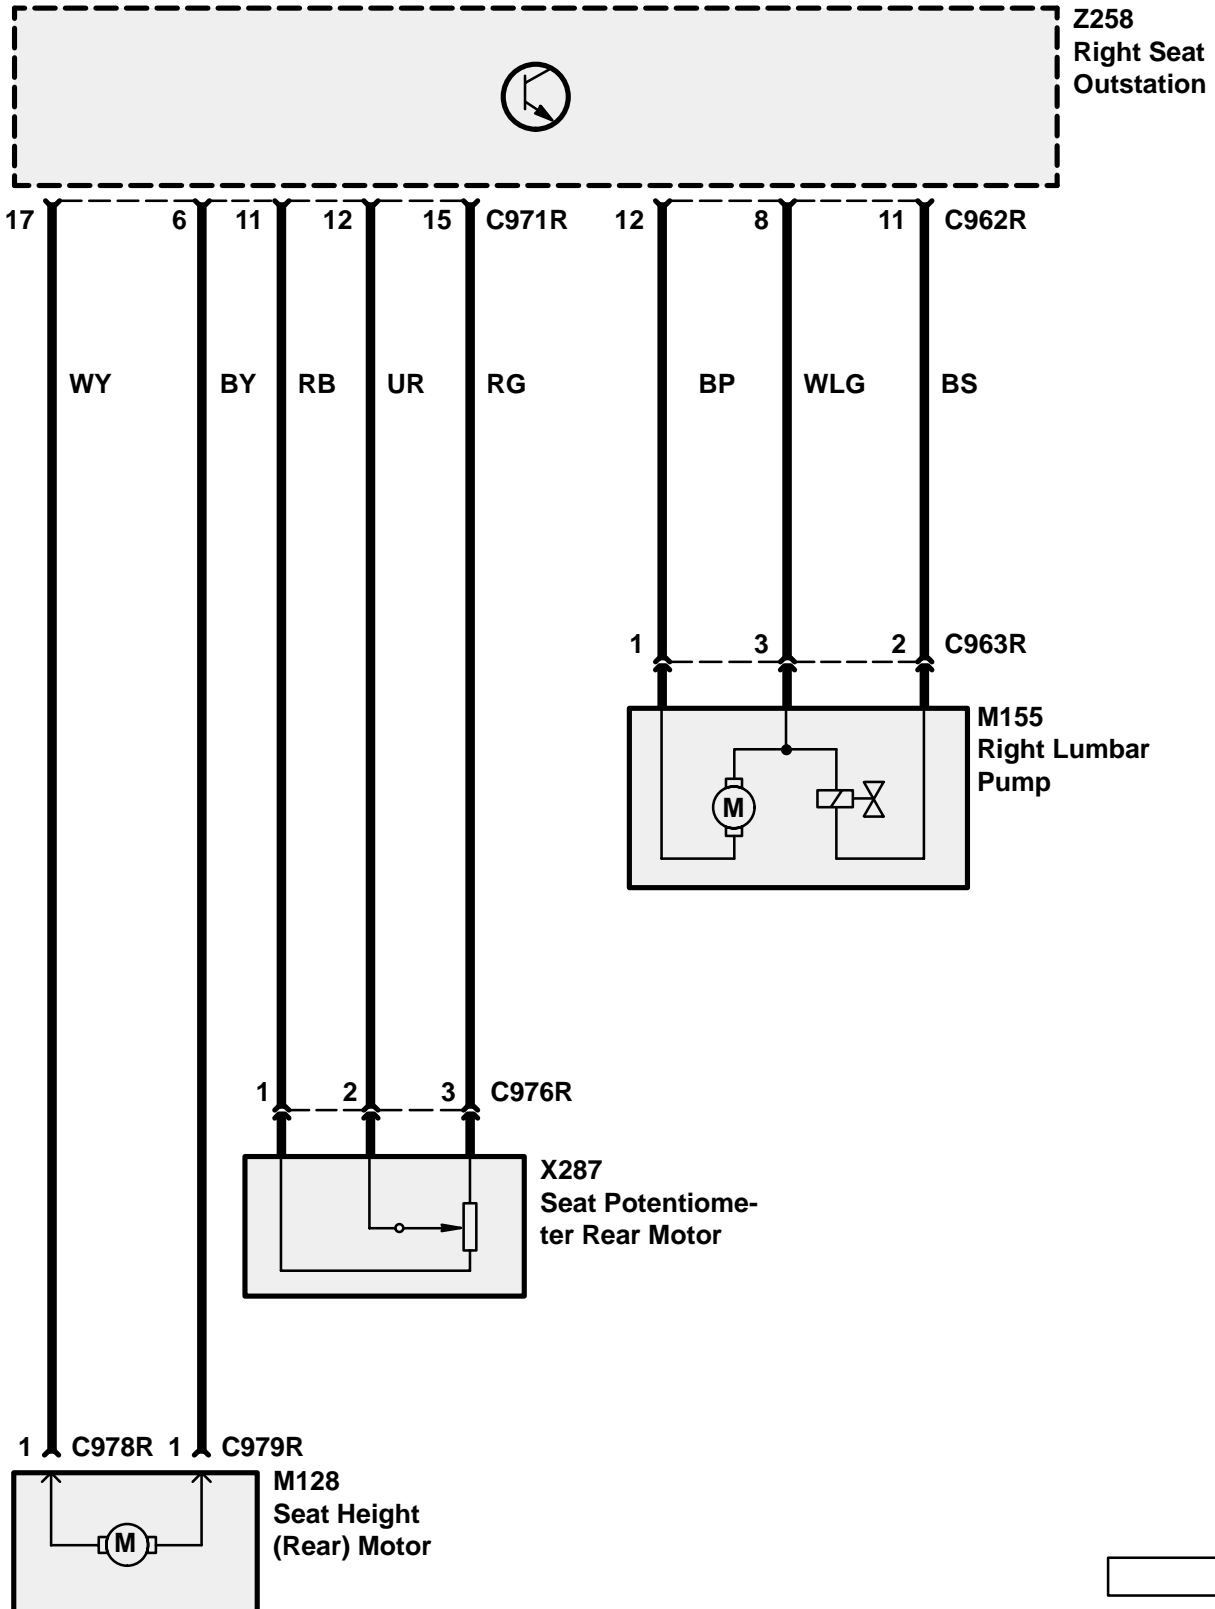 Z258
Right Seat
Outstation
17 6 11 12 15 C971R 12 8 11 C962R
WY BY RB UR RG BP WLG BS
1 3 2 C963R
M155
Right Lumbar
Pump
M
1 2 3 C976R
X287
Seat Potentiome-
ter Rear Motor
1 C978R 1 C979R
M128
Seat Height
(Rear) Motor
M